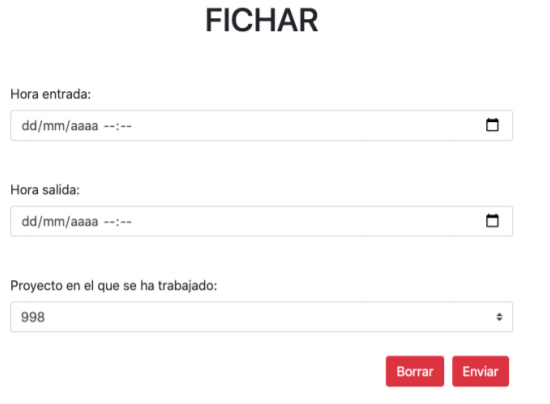 FICHAR
Hora entrada:
dd/mm/aaaa --:--
Hora salida:
dd/mm/aaaa --:--
Proyecto en el que se ha trabajado:
998
Borrar Enviar